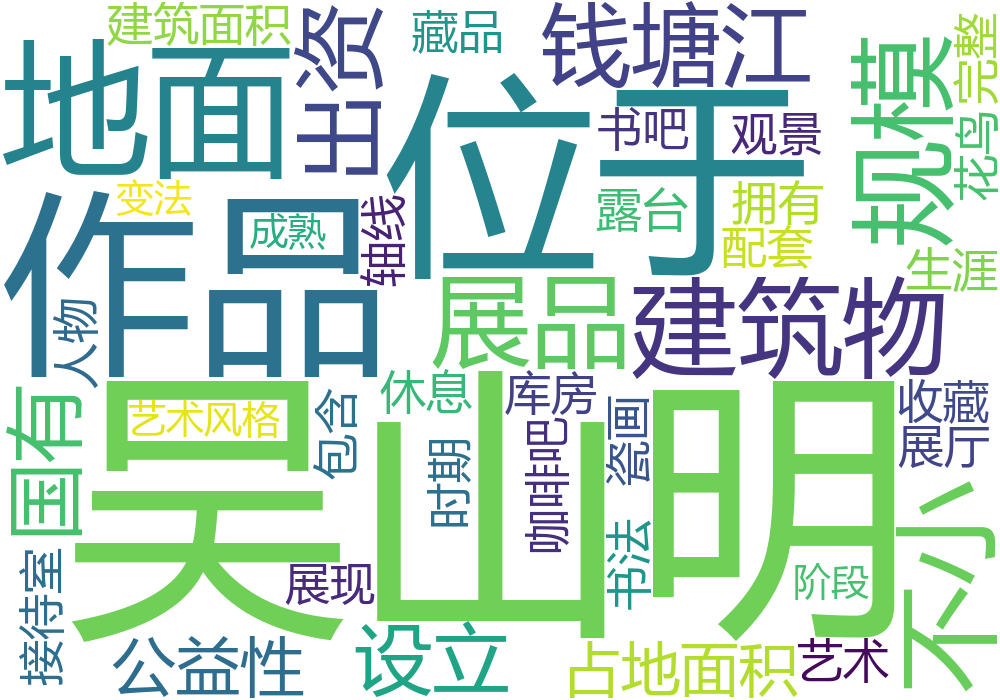 建筑面积
藏品
钱塘江
地面
出资
位于
书吧
观景
规模
完整
花鸟
变法
作品
成熟
轴线
露台
拥有
配套
生涯
人物
展品
建筑物
国有
吴山明
艺术风格
包含
休息
库房
时期
咖啡吧
瓷画
收藏
展厅
不小
书法
接待室
展现
阶段
公益性
设立
占地面积
艺术